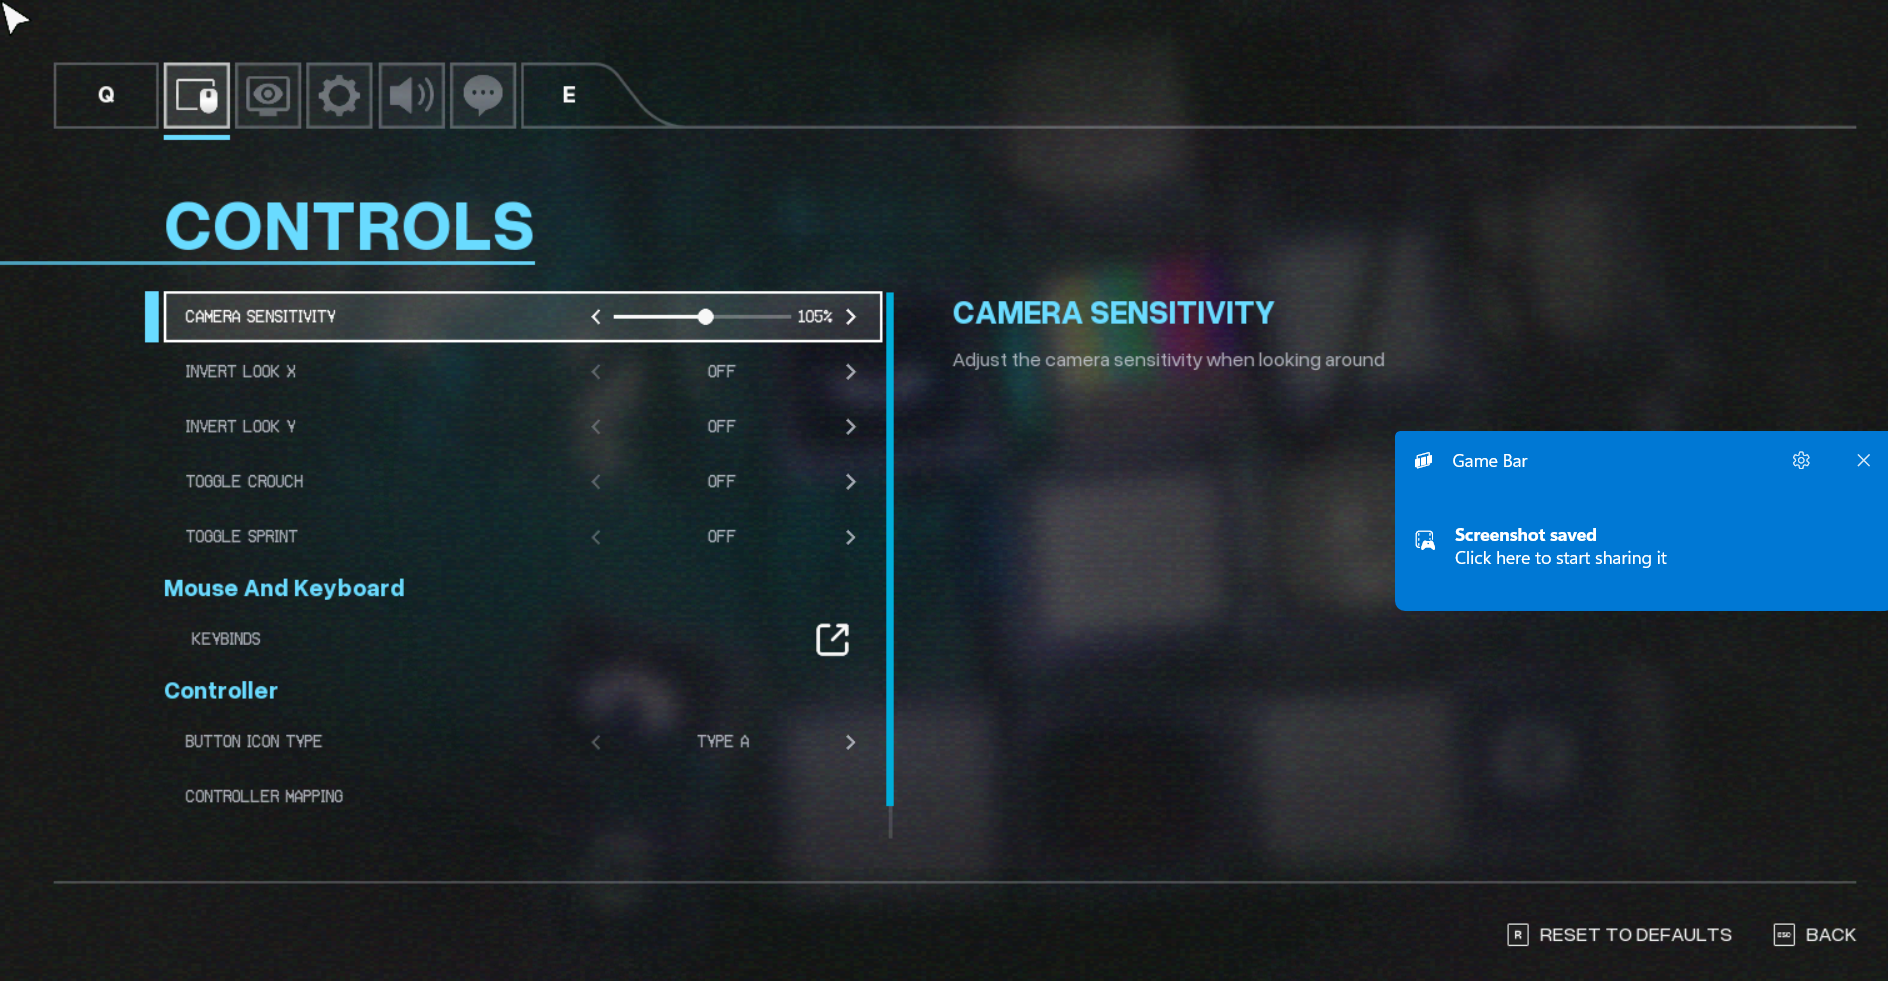 Q
E
CONTROLS
CAMERA SENSITIVITY 105%
INVERT LOOK X OFF
INVERT LOOK Y OFF
TOGGLE CROUCH OFF
TOGGLE SPRINT OFF
Mouse And Keyboard
KEYBINDS
Controller
BUTTON ICON TYPE TYPE A
CONTROLLER MAPPING
CAMERA SENSITIVITY
Adjust the camera sensitivity when looking around
Game Bar
Screenshot saved
Click here to start sharing it
R RESET TO DEFAULTS
ESC BACK